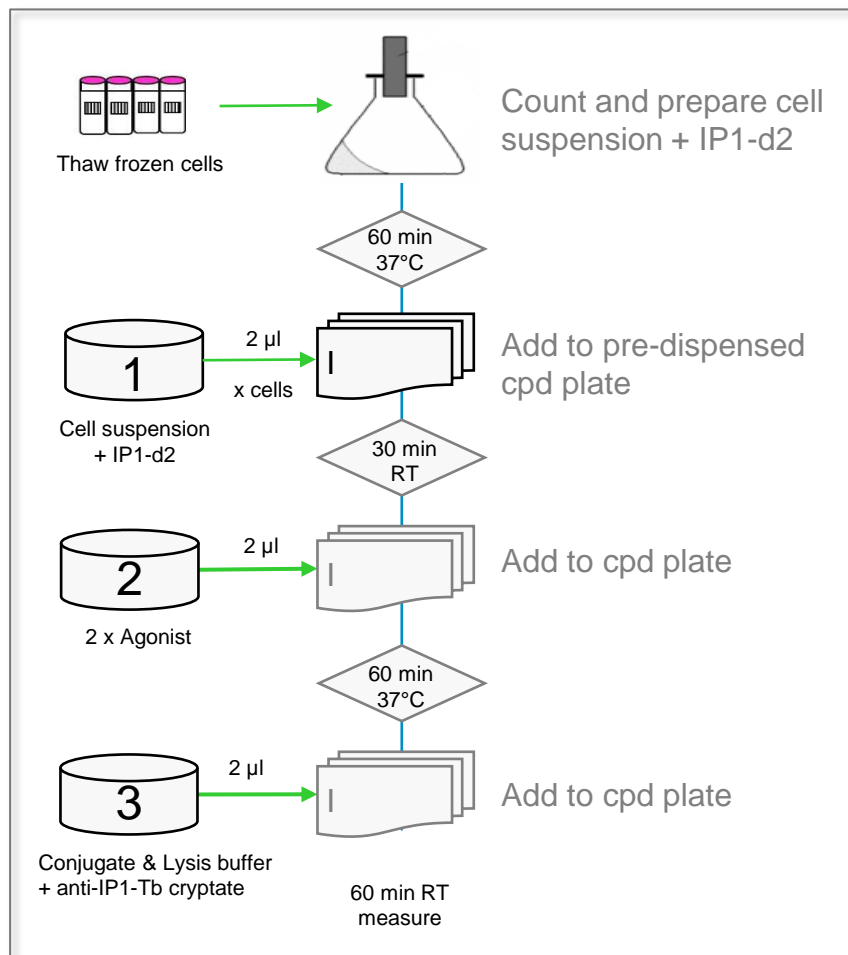 Thaw frozen cells
Count and prepare cell
suspension + IP1-d2
60 min
37°C
1
2 µl
x cells
I
Add to pre-dispensed
cpd plate
Cell suspension
+ IP1-d2
30 min
RT
2
2 µl
I
Add to cpd plate
2 x Agonist
60 min
37°C
3
2 µl
I
Add to cpd plate
Conjugate & Lysis buffer
+ anti-IP1-Tb cryptate
60 min RT
measure